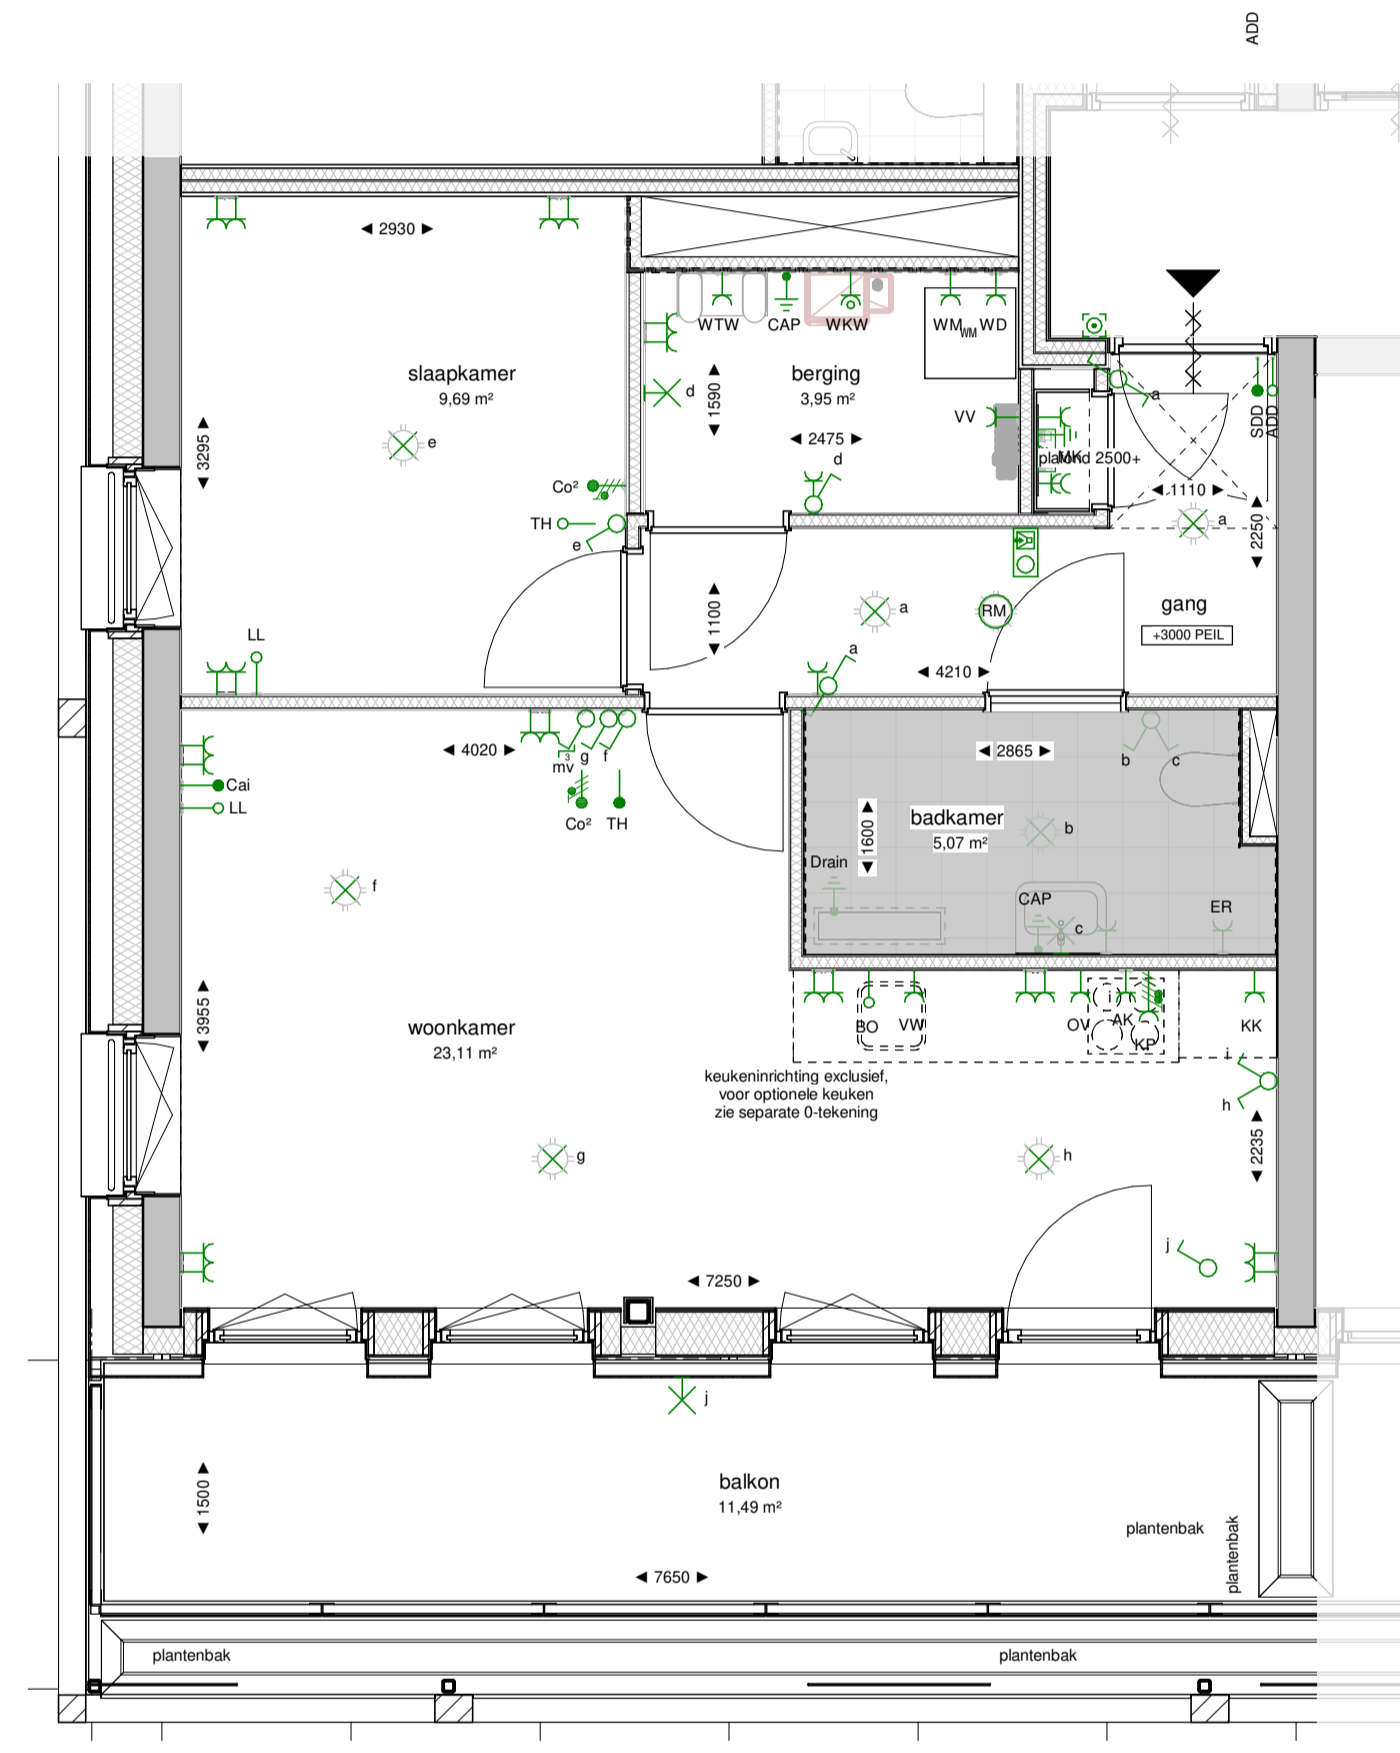 ADD
2930
WTW
CAP
WKW
WM
WM
WD
slaapkamer
9,69 m²
berging
3,95 m²
d
1590
a
SDD
ADD
VV
MK
plafond 2500+
e
3295
2475
d
1110
Co²
TH
e
a
2250
LL
1100
a
RM
gang
+3000 PEIL
a
4210
4020
mv
3
g
f
2865
b
c
Cai
LL
Co²
TH
badkamer
5,07 m²
1600
b
Drain
f
CAP
c
ER
3955
woonkamer
23,11 m²
BO
VW
OV
AK
KP
KK
i
h
keukeninrichting exclusief,
voor optionele keuken
zie separate 0-tekening
g
h
2235
j
7250
j
balkon
11,49 m²
1500
plantenbak
plantenbak
7650
plantenbak
plantenbak